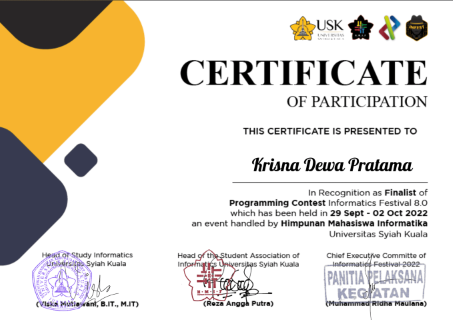 USK
UNIVERSITAS
CERTIFICATE
OF PARTICIPATION
THIS CERTIFICATE IS PRESENTED TO
Krisna Dewa Pratama
In Recognition as Finalist of
Programming Contest Informatics Festival 8.0
which has been held in 29 Sept - 02 Oct 2022
an event handled by Himpunan Mahasiswa Informatika
Universitas Syiah Kuala
Head of Study Informatics
Universitas Syiah Kuala
(Viska Mutiawani, B.IT., M.IT)
Head of the Student Association of
Informatics Universitas Syiah Kuala
(Reza Angga Putra)
Chief Executive Committe of
Informatics Festival 2022
PANITIA PELAKSANA
KEGIATAN
(Muhammad Ridha Maulana)